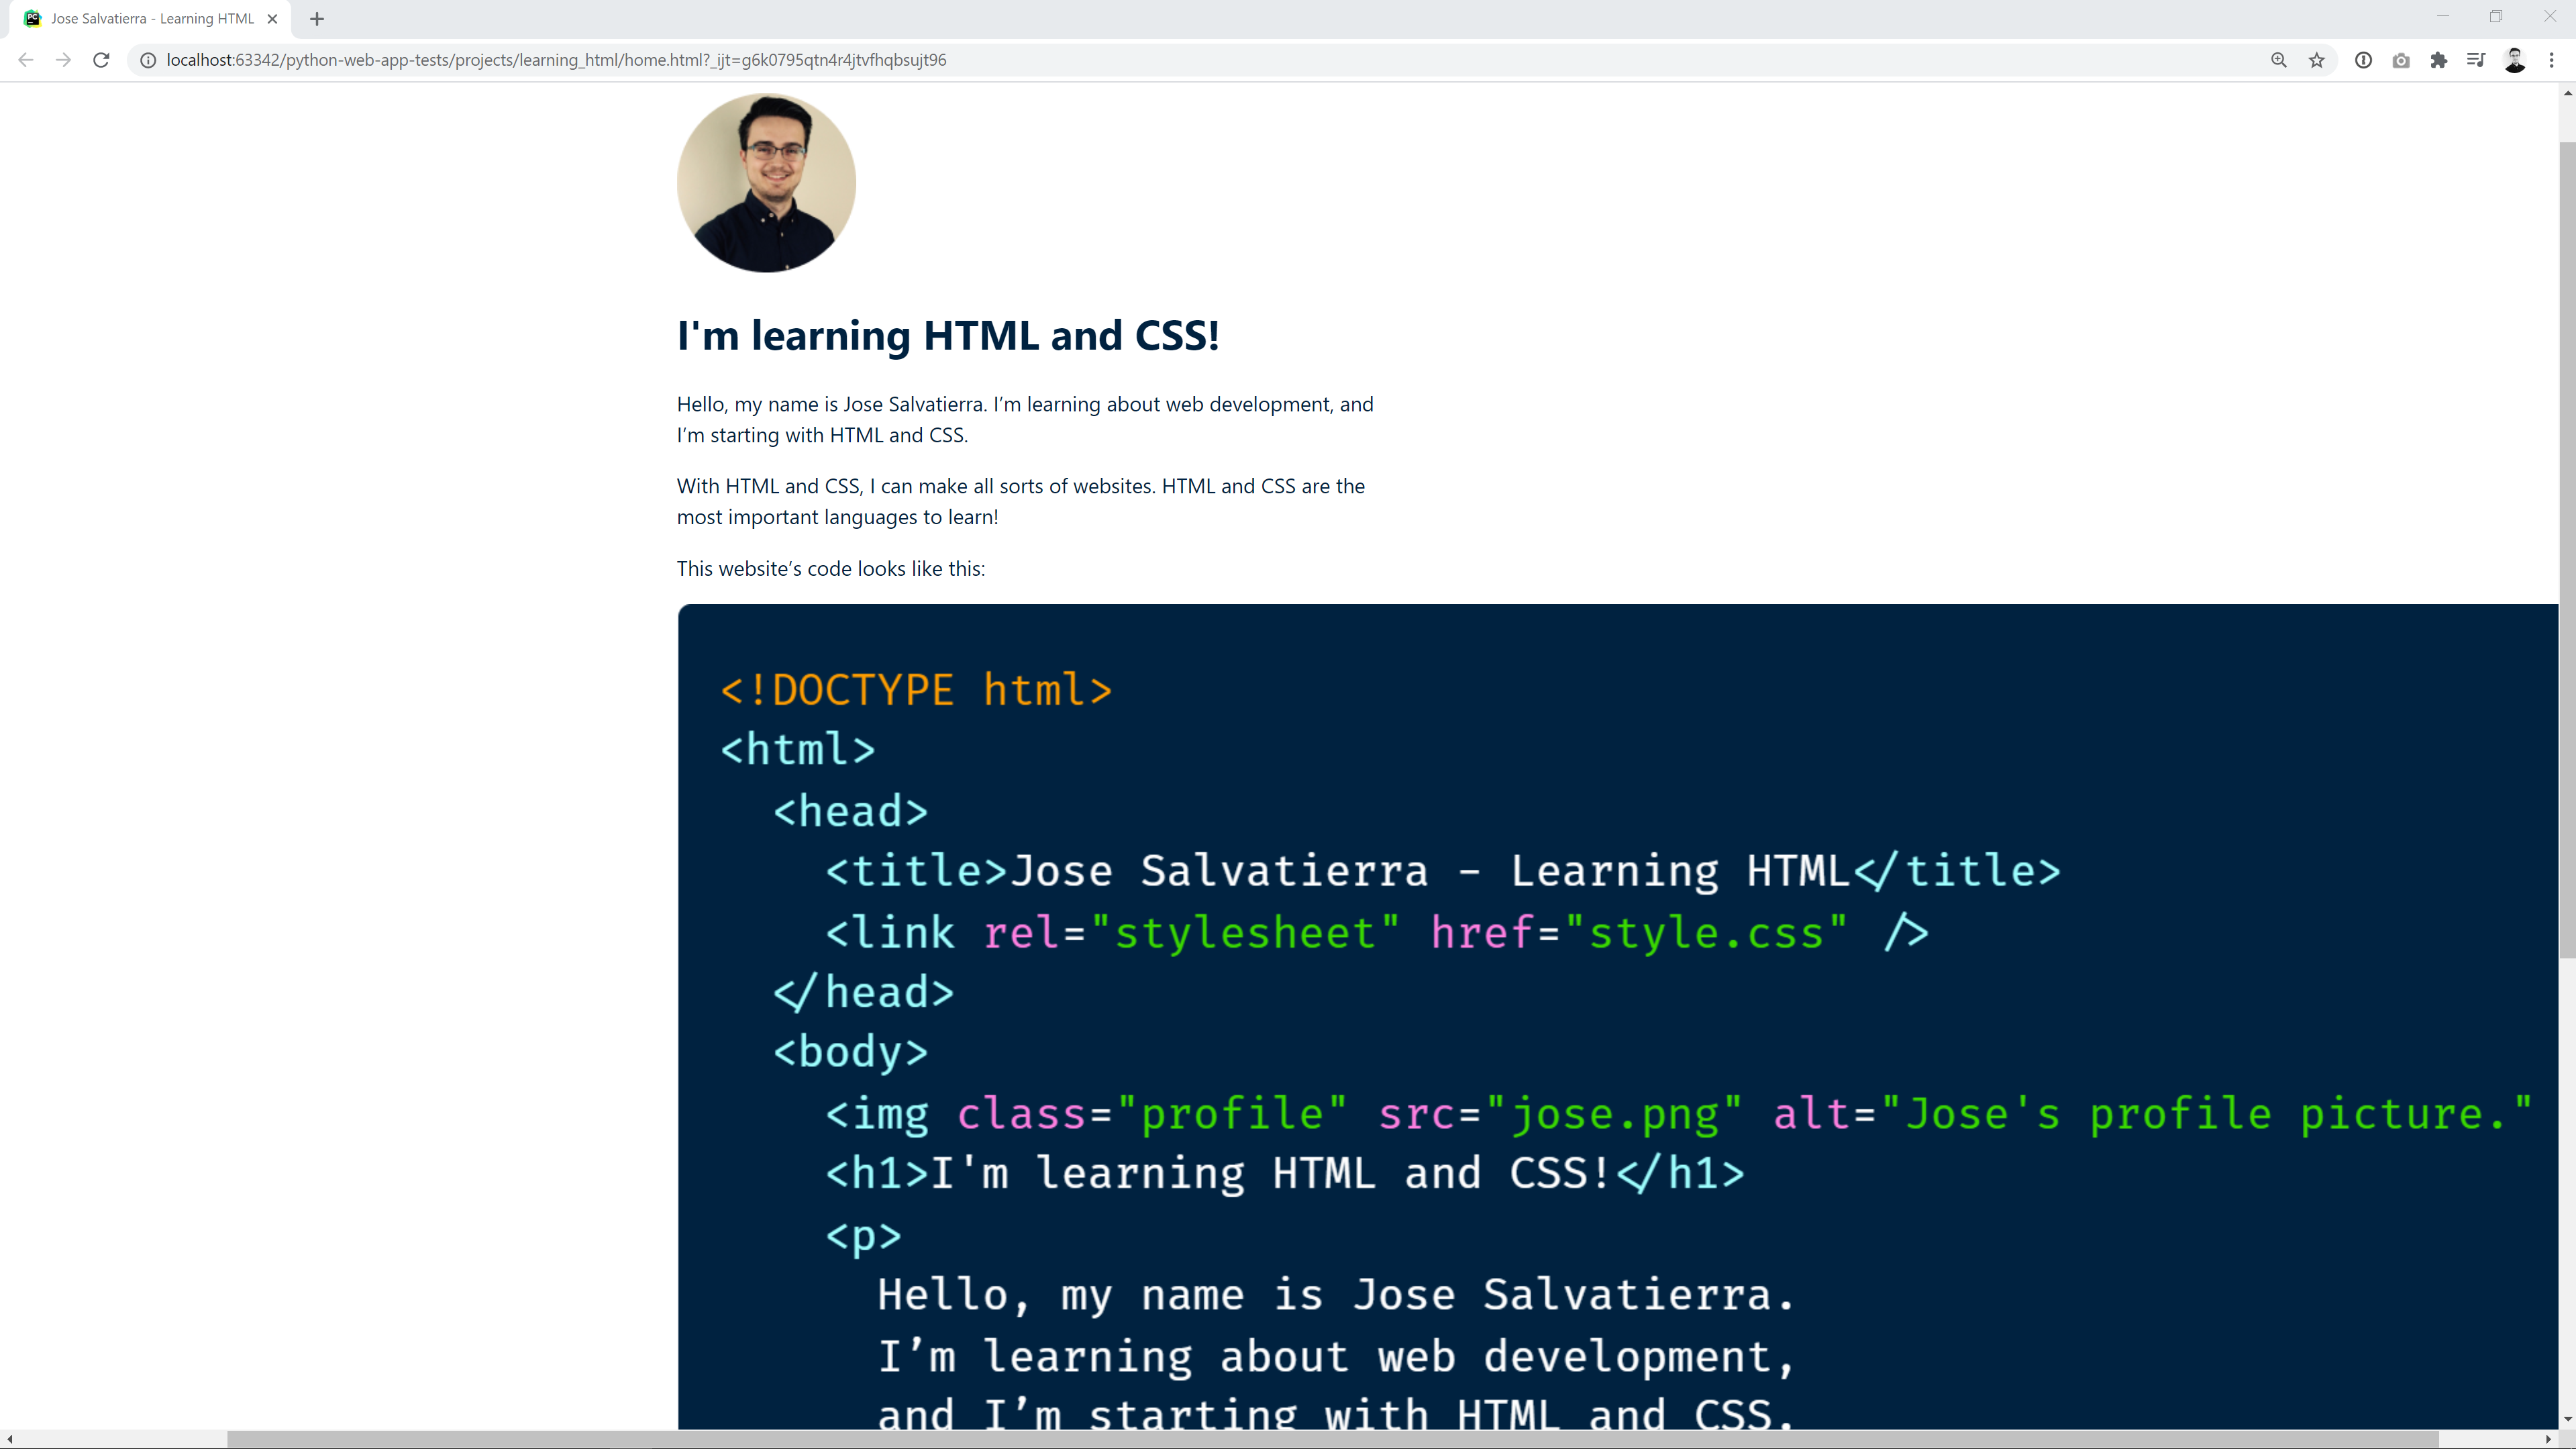 Jose Salvatierra - Learning HTML
localhost:63342/python-web-app-tests/projects/learning_html/home.html?_ijt=g6k0795qtn4r4jtvfhqbsujt96
I'm learning HTML and CSS!
Hello, my name is Jose Salvatierra. I’m learning about web development, and
I’m starting with HTML and CSS.
With HTML and CSS, I can make all sorts of websites. HTML and CSS are the
most important languages to learn!
This website’s code looks like this:
<!DOCTYPE html>
<html>
<head>
<title>Jose Salvatierra - Learning HTML</title>
<link rel="stylesheet" href="style.css" />
</head>
<body>
<img class="profile" src="jose.png" alt="Jose's profile picture."
<h1>I'm learning HTML and CSS!</h1>
<p>
Hello, my name is Jose Salvatierra.
I’m learning about web development,
and I’m starting with HTML and CSS.